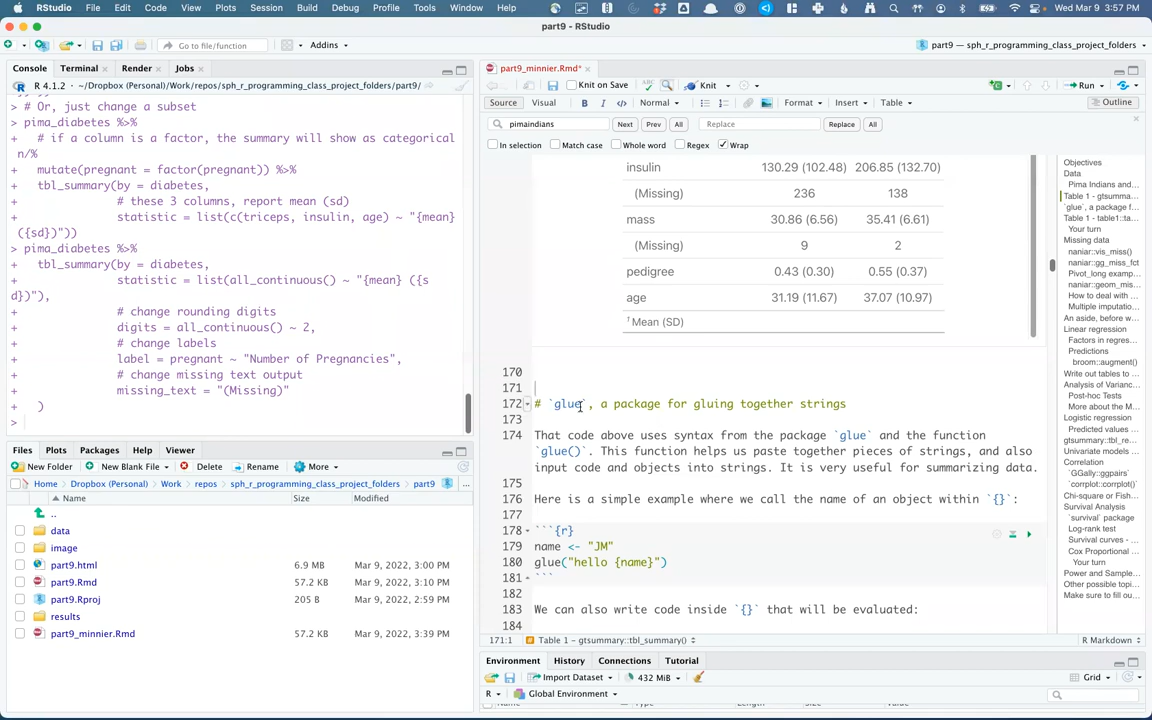 RStudio File Edit Code View Plots Session Build Debug Profile Tools Window Help Wed Mar 9 3:57 PM
part9 - RStudio
Go to file/function Addins part9 — sph_r_programming_class_project_folders
Console Terminal Render Jobs
R 4.1.2 · ~/Dropbox (Personal)/Work/repos/sph_r_programming_class_project_folders/part9/
> # Or, just change a subset
> pima_diabetes %>%
+ # if a column is a factor, the summary will show as categorical
n/%
+ mutate(pregnant = factor(pregnant)) %>%
+ tbl_summary(by = diabetes,
+ # these 3 columns, report mean (sd)
+ statistic = list(c(triceps, insulin, age) ~ "{mean}
({sd})"))
> pima_diabetes %>%
+ tbl_summary(by = diabetes,
+ statistic = list(all_continuous() ~ "{mean} ({s
d})"),
+ # change rounding digits
+ digits = all_continuous() ~ 2,
+ # change labels
+ label = pregnant ~ "Number of Pregnancies",
+ # change missing text output
+ missing_text = "(Missing)"
+ )
>
Files Plots Packages Help Viewer
New Folder New Blank File Delete Rename More
Home Dropbox (Personal) Work repos sph_r_programming_class_project_folders part9 ...
Name Size Modified
..
data
image
part9.html 6.9 MB Mar 9, 2022, 3:00 PM
part9.Rmd 57.2 KB Mar 9, 2022, 3:10 PM
part9.Rproj 205 B Mar 9, 2022, 2:59 PM
results
part9_minnier.Rmd 57.2 KB Mar 9, 2022, 3:39 PM
part9_minnier.Rmd*
Knit on Save Knit Run
Source Visual B I </> Normal Format Insert Table Outline
pimaindians Next Prev All Replace Replace All
In selection Match case Whole word Regex Wrap
insulin 130.29 (102.48) 206.85 (132.70)
(Missing) 236 138
mass 30.86 (6.56) 35.41 (6.61)
(Missing) 9 2
pedigree 0.43 (0.30) 0.55 (0.37)
age 31.19 (11.67) 37.07 (10.97)
1 Mean (SD)
170
171
172 # `glue`, a package for gluing together strings
173
174 That code above uses syntax from the package `glue` and the function
`glue()`. This function helps us paste together pieces of strings, and also
input code and objects into strings. It is very useful for summarizing data.
175
176 Here is a simple example where we call the name of an object within `{}`:
177
178 ```{r}
179 name <- "JM"
180 glue("hello {name}")
181 ```
182
183 We can also write code inside `{}` that will be evaluated:
184
171:1 Table 1 - gtsummary::tbl_summary() R Markdown
Objectives
Data
Pima Indians and...
Table 1 - gtsumma...
`glue`, a package f...
Table 1 - table1::ta...
Your turn
Missing data
naniar::vis_miss()
naniar::gg_miss_fct
Pivot_long examp...
naniar::geom_mis...
How to deal with ...
Multiple imputatio...
An aside, before w...
Linear regression
Factors in regres...
Predictions
broom::augment()
Write out tables to ...
Analysis of Varianc...
Post-hoc Tests
More about the M...
Logistic regression
Predicted values ...
gtsummary::tbl_re...
Univariate models ...
Correlation
`GGally::ggpairs`
`corrplot::corrplot()`
Chi-square or Fish...
Survival Analysis
`survival` package
Log-rank test
Survival curves - ...
Cox Proportional ...
Your turn
Power and Sample...
Other possible topi...
Make sure to fill ou...
Environment History Connections Tutorial
Import Dataset 432 MiB Grid
R Global Environment